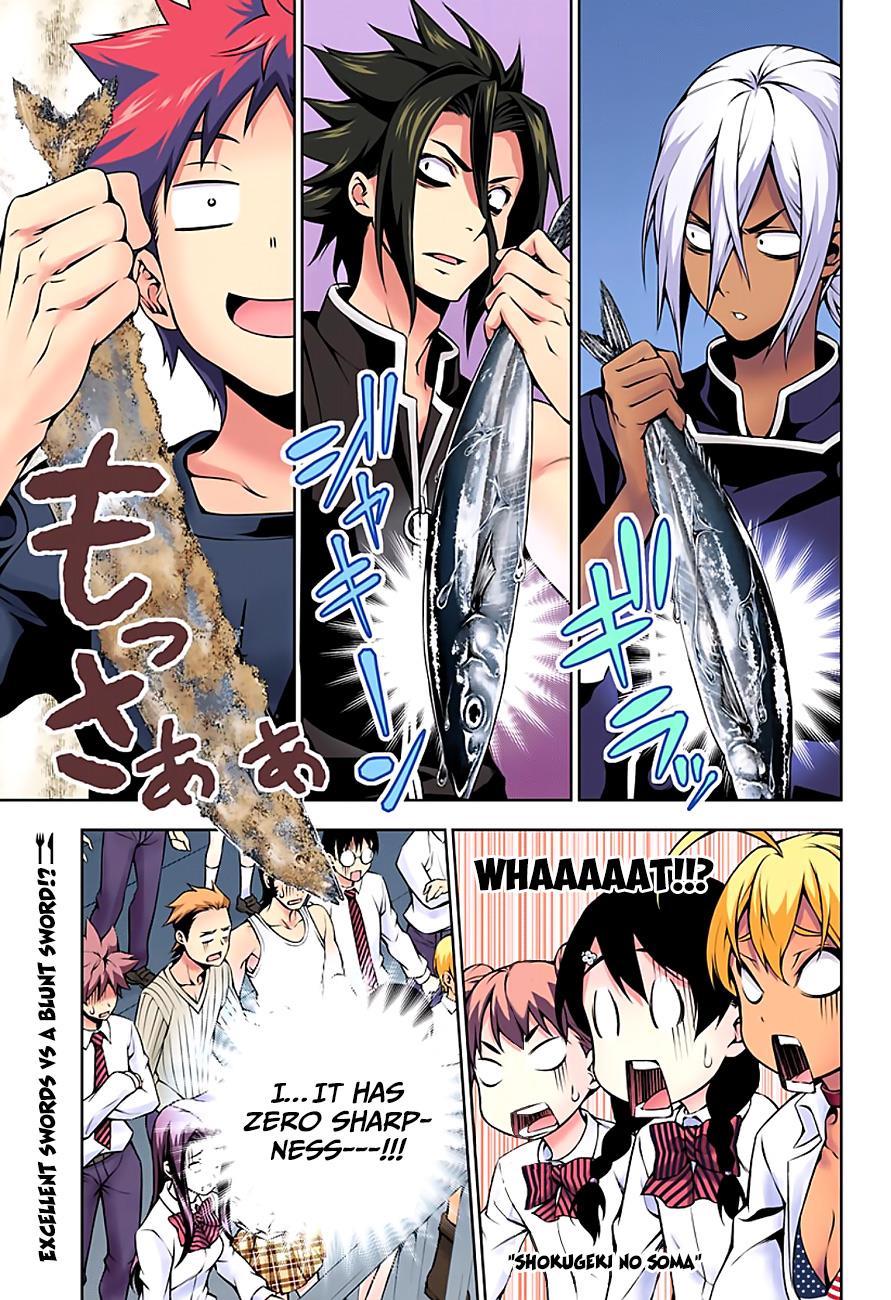 ギラッ
ジャキーン
もっさぁぁ
WHAAAAAT!!!?
"SHOKUGEKI NO SOMA"
I...IT HAS
ZERO SHARP-
NESS---!!!
EXCELLENT SWORDS VS A BLUNT SWORD!?